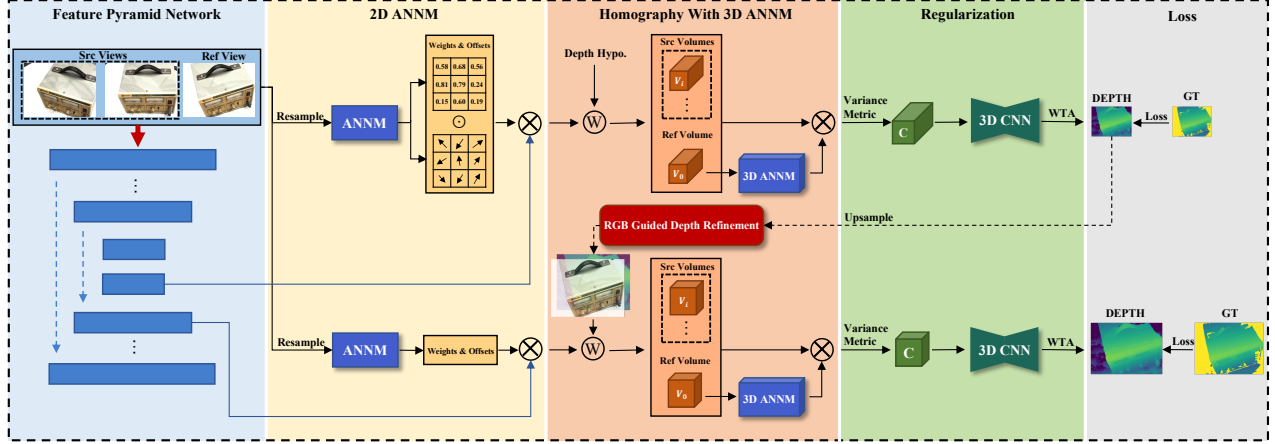 Feature Pyramid Network
2D ANNM
Homography With 3D ANNM
Regularization
Loss
Src Views
Ref View
Resample
ANNM
Weights & Offsets
0.58 0.68 0.56
0.81 0.79 0.24
0.15 0.60 0.19
Depth Hypo.
W
Src Volumes
V_i
Ref Volume
V_0
3D ANNM
Variance
Metric
C
3D CNN
WTA
DEPTH
Loss
GT
RGB Guided Depth Refinement
Upsample
Resample
ANNM
Weights & Offsets
W
Src Volumes
V_i
Ref Volume
V_0
3D ANNM
Variance
Metric
C
3D CNN
WTA
DEPTH
Loss
GT